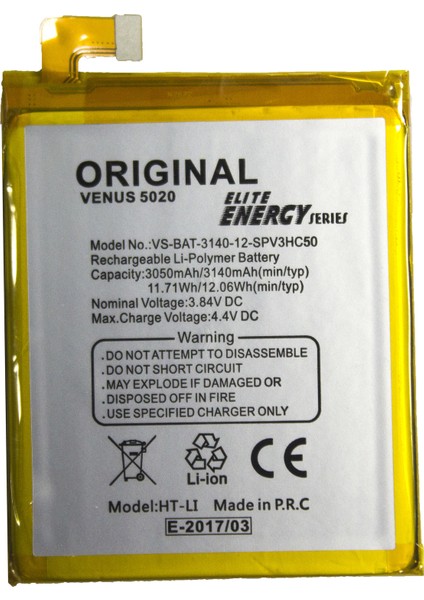 ORIGINAL
VENUS 5020
ELITE
ENERGY SERIES
Model No.:VS-BAT-3140-12-SPV3HC50
Rechargeable Li-Polymer Battery
Capacity:3050mAh/3140mAh(min/typ)
11.71Wh/12.06Wh(min/typ)
Nominal Voltage:3.84V DC
Max.Charge Voltage:4.4V DC
Warning
.DO NOT ATTEMPT TO DISASSEMBLE
.DO NOT SHORT CIRCUIT
.MAY EXPLODE IF DAMAGED OR
.DISPOSED OFF IN FIRE
.USE SPECIFIED CHARGER ONLY
CE
Li-ion
Model:HT-LI Made in P.R.C
E-2017/03